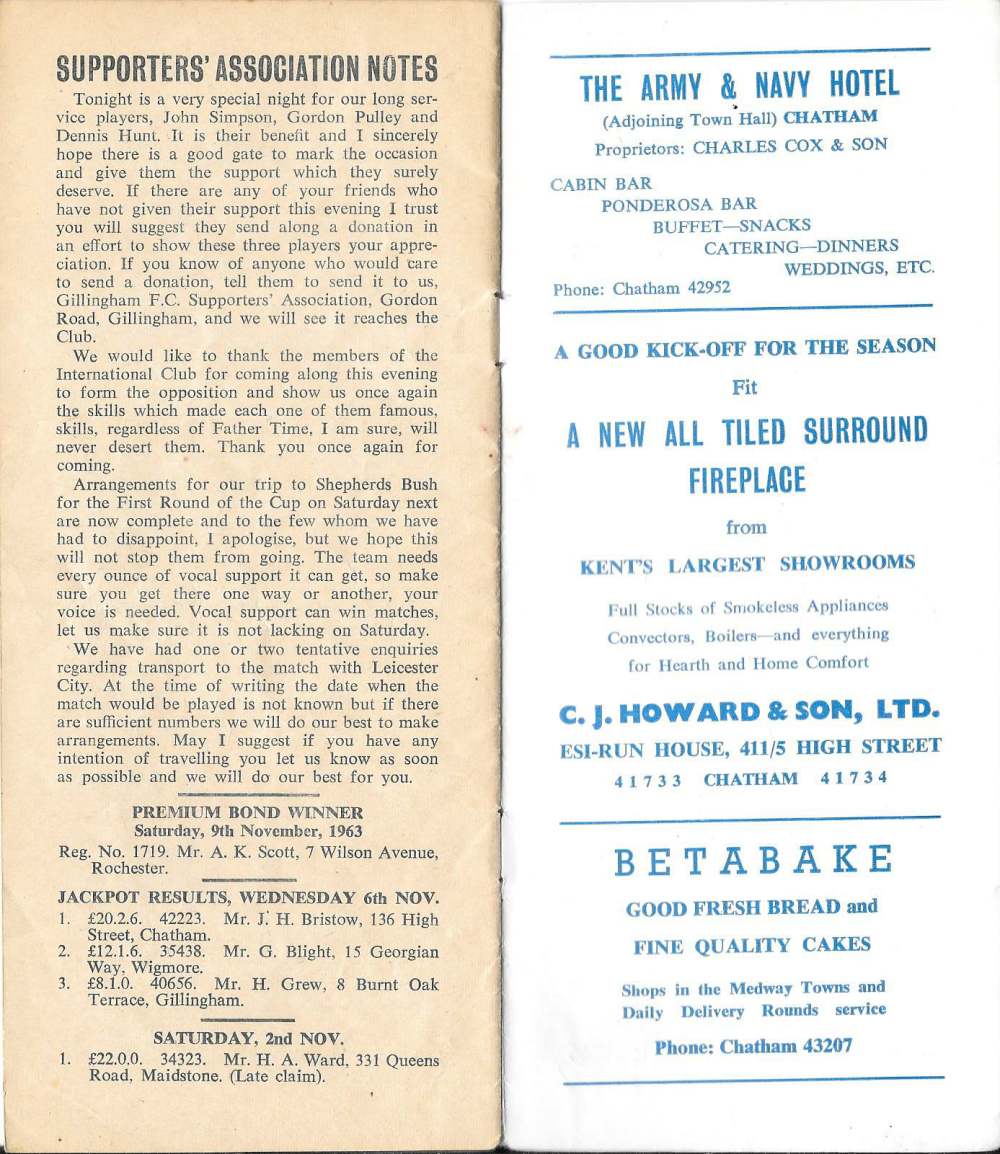 SUPPORTERS' ASSOCIATION NOTES
Tonight is a very special night for our long ser-
vice players, John Simpson, Gordon Pulley and
Dennis Hunt. It is their benefit and I sincerely
hope there is a good gate to mark the occasion
and give them the support which they surely
deserve. If there are any of your friends who
have not given their support this evening I trust
you will suggest they send along a donation in
an effort to show these three players your appre-
ciation. If you know of anyone who would care
to send a donation, tell them to send it to us,
Gillingham F.C. Supporters' Association, Gordon
Road, Gillingham, and we will see it reaches the
Club.
We would like to thank the members of the
International Club for coming along this evening
to form the opposition and show us once again
the skills which made each one of them famous,
skills, regardless of Father Time, I am sure, will
never desert them. Thank you once again for
coming.
Arrangements for our trip to Shepherds Bush
for the First Round of the Cup on Saturday next
are now complete and to the few whom we have
had to disappoint, I apologise, but we hope this
will not stop them from going. The team needs
every ounce of vocal support it can get, so make
sure you get there one way or another, your
voice is needed. Vocal support can win matches,
let us make sure it is not lacking on Saturday.
We have had one or two tentative enquiries
regarding transport to the match with Leicester
City. At the time of writing the date when the
match would be played is not known but if there
are sufficient numbers we will do our best to make
arrangements. May I suggest if you have any
intention of travelling you let us know as soon
as possible and we will do our best for you.
PREMIUM BOND WINNER
Saturday, 9th November, 1963
Reg. No. 1719. Mr. A. K. Scott, 7 Wilson Avenue,
Rochester.
JACKPOT RESULTS, WEDNESDAY 6th NOV.
1. £20.2.6. 42223. Mr. J. H. Bristow, 136 High
Street, Chatham.
2. £12.1.6. 35438. Mr. G. Blight, 15 Georgian
Way, Wigmore.
3. £8.1.0. 40656. Mr. H. Grew, 8 Burnt Oak
Terrace, Gillingham.
SATURDAY, 2nd NOV.
1. £22.0.0. 34323. Mr. H. A. Ward, 331 Queens
Road, Maidstone. (Late claim).
THE ARMY & NAVY HOTEL
(Adjoining Town Hall) CHATHAM
Proprietors: CHARLES COX & SON
CABIN BAR
PONDEROSA BAR
BUFFET—SNACKS
CATERING—DINNERS
WEDDINGS, ETC.
Phone: Chatham 42952
A GOOD KICK-OFF FOR THE SEASON
Fit
A NEW ALL TILED SURROUND
FIREPLACE
from
KENT'S LARGEST SHOWROOMS
Full Stocks of Smokeless Appliances
Convectors, Boilers—and everything
for Hearth and Home Comfort
C. J. HOWARD & SON, LTD.
ESI-RUN HOUSE, 411/5 HIGH STREET
41733 CHATHAM 41734
BETABAKE
GOOD FRESH BREAD and
FINE QUALITY CAKES
Shops in the Medway Towns and
Daily Delivery Rounds service
Phone: Chatham 43207